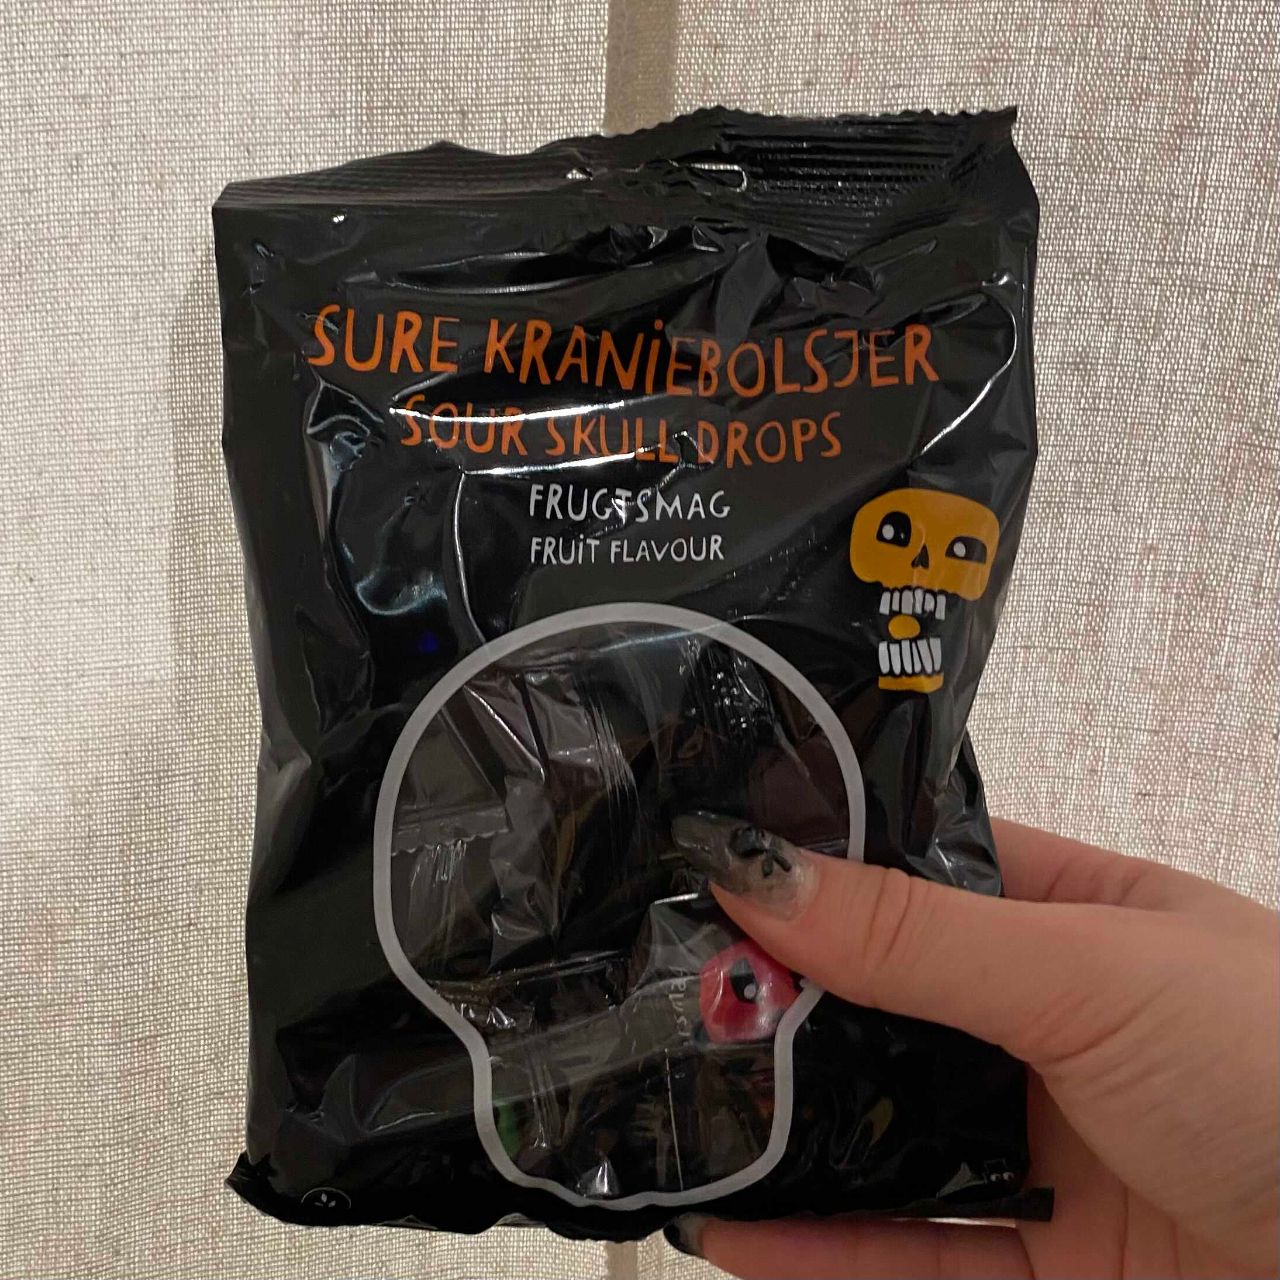 SURE KRANiEBOLSJER
SOUR SKULL DROPS
FRUGTSMAG
FRUiT FLAVOUR